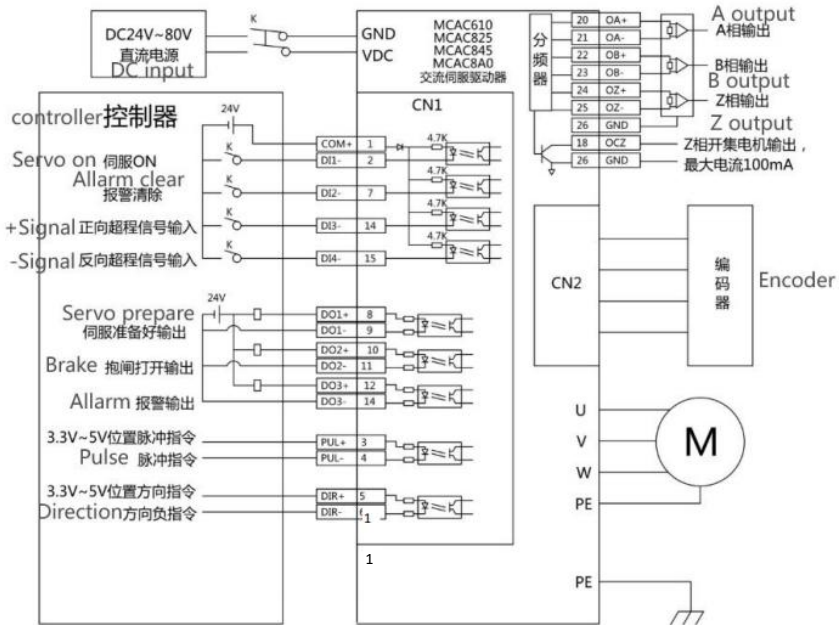 DC24V~80V
直流电源
DC input
K
GND
VDC
MCAC610
MCAC825
MCAC845
MCAC8A0
交流伺服驱动器
分频器
20 OA+
21 OA-
22 OB+
23 OB-
24 OZ+
25 OZ-
26 GND
18 OCZ
26 GND
A output
A相输出
B相输出
B output
Z相输出
Z output
Z相开集电机输出，
最大电流100mA
controller控制器
24V
CN1
COM+ 1
4.7K
Servo on 伺服ON
K
DI1- 2
4.7K
Allarm clear
报警清除
K
DI2- 7
4.7K
+Signal 正向超程信号输入
K
DI3- 14
4.7K
-Signal 反向超程信号输入
K
DI4- 15
24V
Servo prepare
伺服准备好输出
DO1+ 8
DO1- 9
DO2+ 10
Brake 抱闸打开输出
DO2- 11
DO3+ 12
Allarm 报警输出
DO3- 14
3.3V~5V位置脉冲指令
PUL+ 3
Pulse 脉冲指令
PUL- 4
3.3V~5V位置方向指令
DIR+ 5
Direction方向负指令
DIR-
1
1
CN2
编码器
Encoder
U
V
W
PE
M
PE